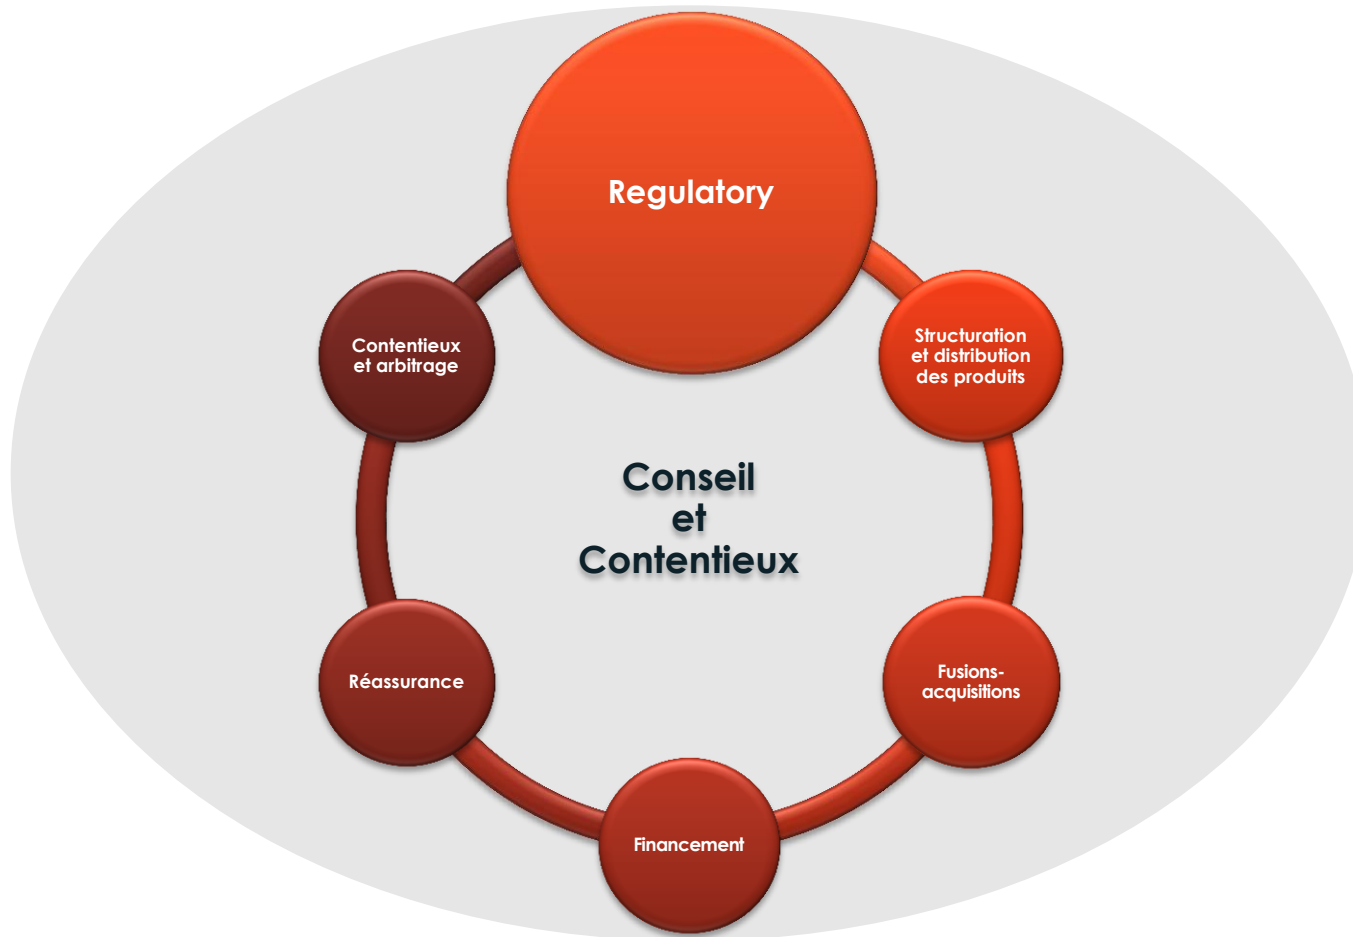 Regulatory
Structuration
et distribution
des produits
Fusions-
acquisitions
Financement
Réassurance
Contentieux
et arbitrage
Conseil
et
Contentieux